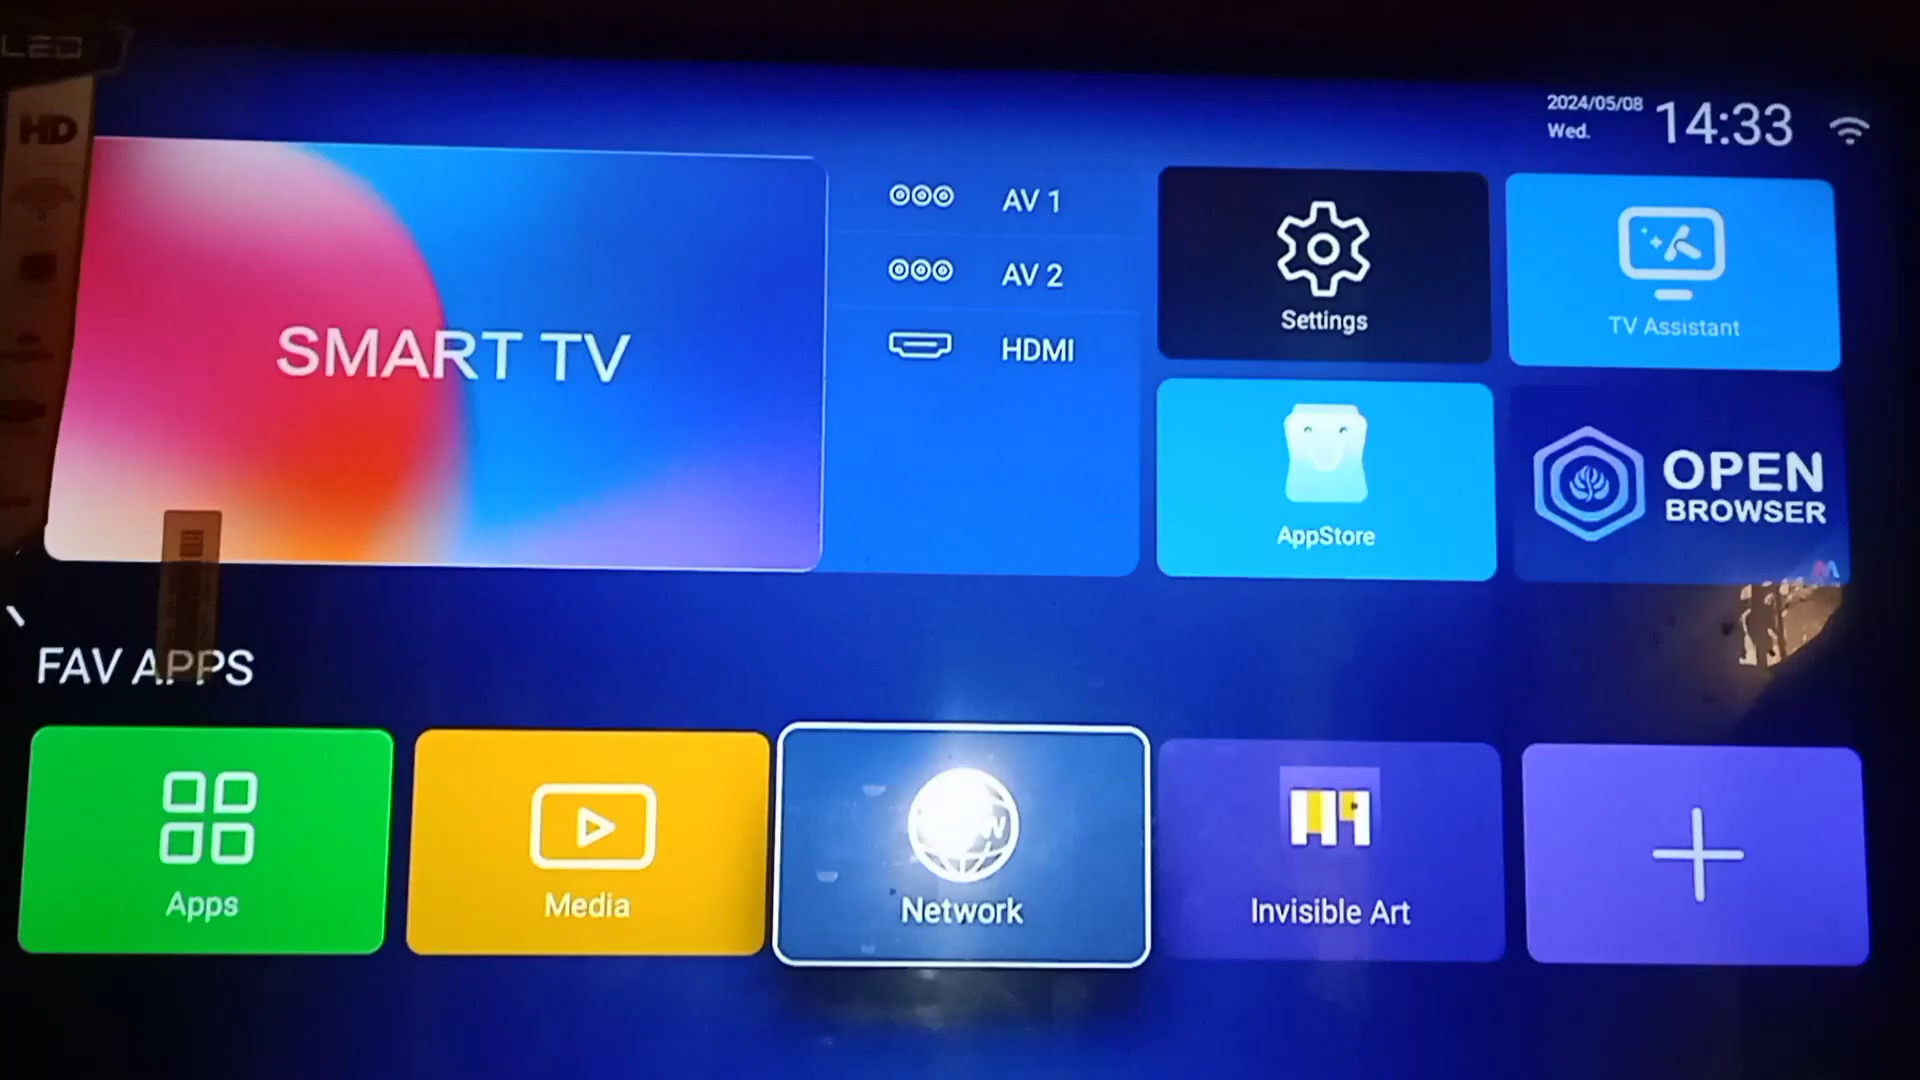 LED
HD
2024/05/08
Wed.
14:33
SMART TV
AV 1
AV 2
HDMI
Settings
TV Assistant
AppStore
OPEN
BROWSER
FAV APPS
Apps
Media
Network
Invisible Art